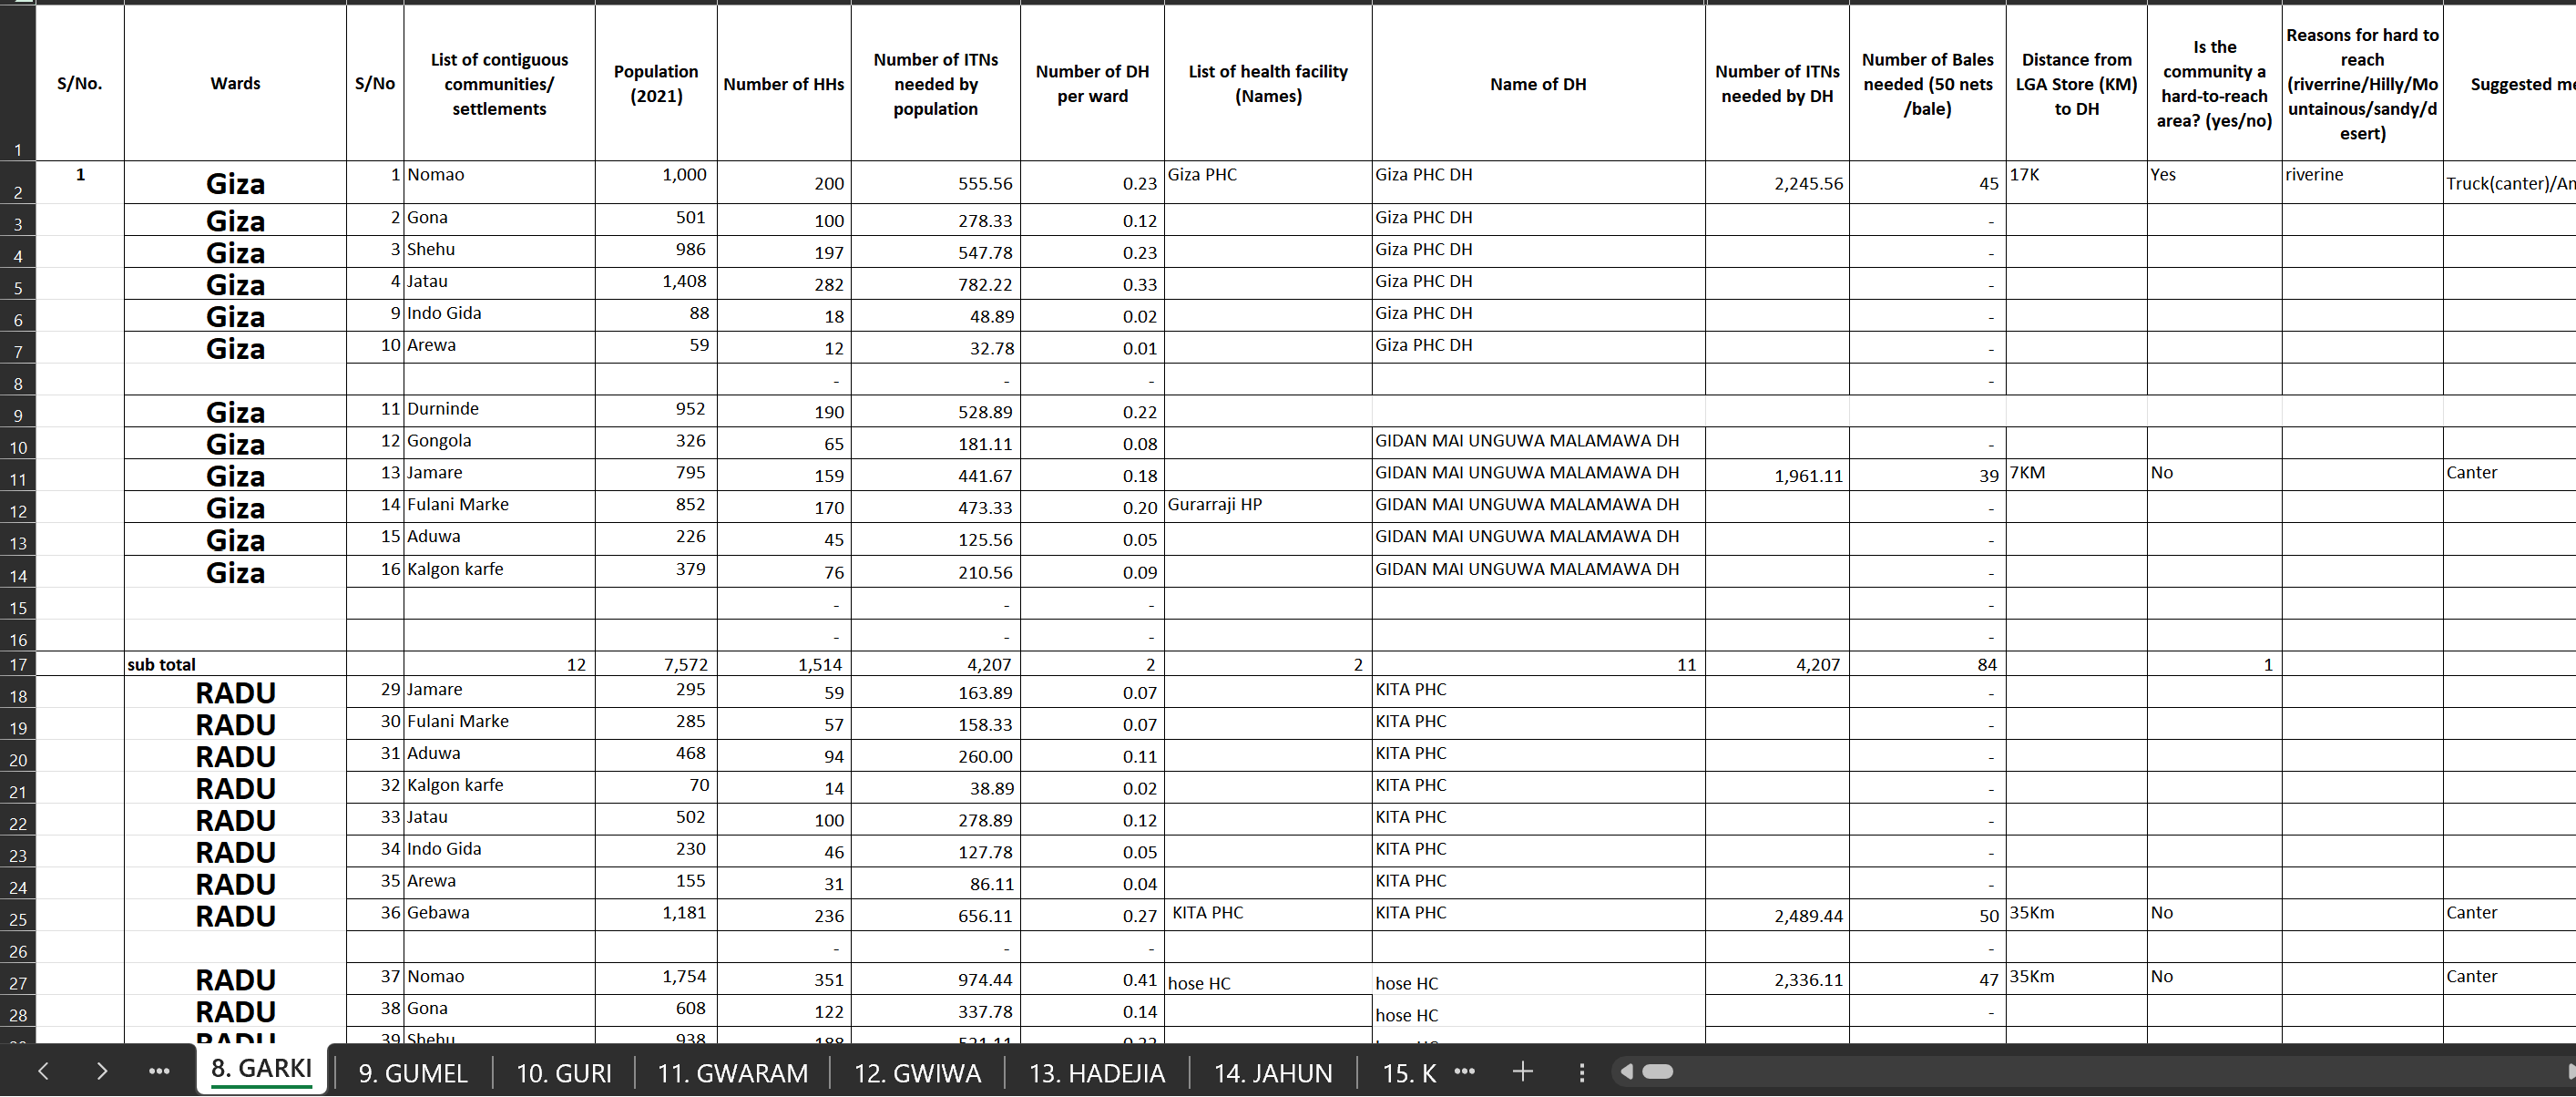 S/No. Wards S/No List of contiguous communities/ settlements Population (2021) Number of HHs Number of ITNs needed by population Number of DH per ward List of health facility (Names) Name of DH Number of ITNs needed by DH Number of Bales needed (50 nets /bale) Distance from LGA Store (KM) to DH Is the community a hard-to-reach area? (yes/no) Reasons for hard to reach (riverrine/Hilly/Mo untainous/sandy/d esert) Suggested me
1
2 1 Giza 1 Nomao 1,000 200 555.56 0.23 Giza PHC Giza PHC DH 2,245.56 45 17K Yes riverine Truck(canter)/An
3 Giza 2 Gona 501 100 278.33 0.12 Giza PHC DH -
4 Giza 3 Shehu 986 197 547.78 0.23 Giza PHC DH -
5 Giza 4 Jatau 1,408 282 782.22 0.33 Giza PHC DH -
6 Giza 9 Indo Gida 88 18 48.89 0.02 Giza PHC DH -
7 Giza 10 Arewa 59 12 32.78 0.01 Giza PHC DH -
8 - - - -
9 Giza 11 Durninde 952 190 528.89 0.22
10 Giza 12 Gongola 326 65 181.11 0.08 GIDAN MAI UNGUWA MALAMAWA DH -
11 Giza 13 Jamare 795 159 441.67 0.18 GIDAN MAI UNGUWA MALAMAWA DH 1,961.11 39 7KM No Canter
12 Giza 14 Fulani Marke 852 170 473.33 0.20 Gurarraji HP GIDAN MAI UNGUWA MALAMAWA DH -
13 Giza 15 Aduwa 226 45 125.56 0.05 GIDAN MAI UNGUWA MALAMAWA DH -
14 Giza 16 Kalgon karfe 379 76 210.56 0.09 GIDAN MAI UNGUWA MALAMAWA DH -
15 - - - -
16 - - - -
17 sub total 12 7,572 1,514 4,207 2 2 11 4,207 84 1
18 RADU 29 Jamare 295 59 163.89 0.07 KITA PHC -
19 RADU 30 Fulani Marke 285 57 158.33 0.07 KITA PHC -
20 RADU 31 Aduwa 468 94 260.00 0.11 KITA PHC -
21 RADU 32 Kalgon karfe 70 14 38.89 0.02 KITA PHC -
22 RADU 33 Jatau 502 100 278.89 0.12 KITA PHC -
23 RADU 34 Indo Gida 230 46 127.78 0.05 KITA PHC -
24 RADU 35 Arewa 155 31 86.11 0.04 KITA PHC -
25 RADU 36 Gebawa 1,181 236 656.11 0.27 KITA PHC KITA PHC 2,489.44 50 35Km No Canter
26 - - - -
27 RADU 37 Nomao 1,754 351 974.44 0.41 hose HC hose HC 2,336.11 47 35Km No Canter
28 RADU 38 Gona 608 122 337.78 0.14 hose HC -
RADU 39 Shehu 938
8. GARKI 9. GUMEL 10. GURI 11. GWARAM 12. GWIWA 13. HADEJIA 14. JAHUN 15. K